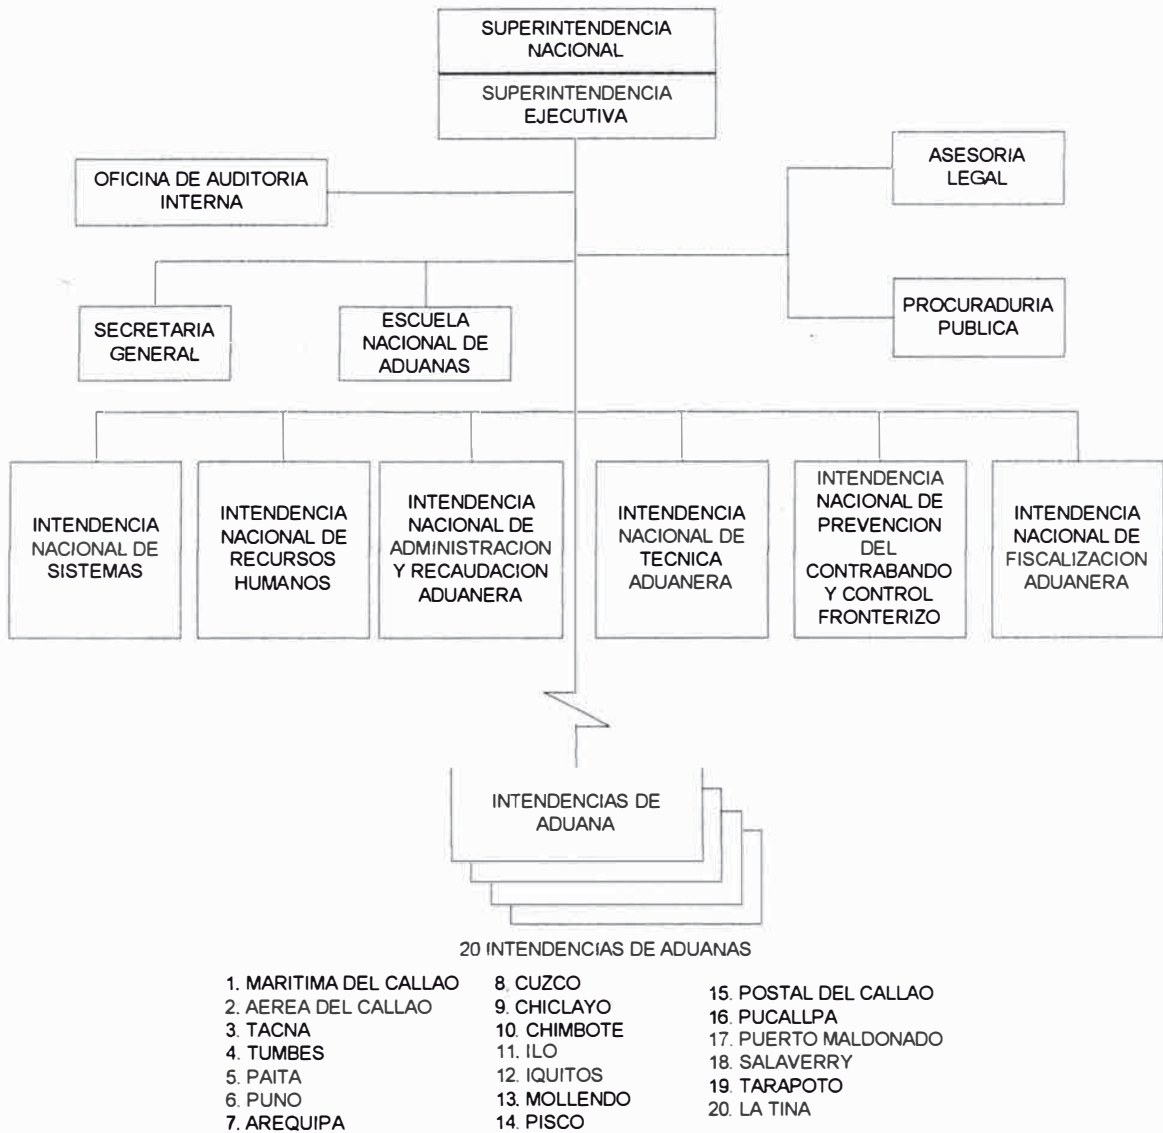 SUPERINTENDENCIA
NACIONAL
SUPERINTENDENCIA
EJECUTIVA
OFICINA DE AUDITORIA
INTERNA
ASESORIA
LEGAL
SECRETARIA
GENERAL
ESCUELA
NACIONAL DE
ADUANAS
PROCURADURIA
PUBLICA
INTENDENCIA
NACIONAL DE
SISTEMAS
INTENDENCIA
NACIONAL DE
RECURSOS
HUMANOS
INTENDENCIA
NACIONAL DE
ADMINISTRACION
Y RECAUDACION
ADUANERA
INTENDENCIA
NACIONAL DE
TECNICA
ADUANERA
INTENDENCIA
NACIONAL DE
PREVENCION
DEL
CONTRABANDO
Y CONTROL
FRONTERIZO
INTENDENCIA
NACIONAL DE
FISCALIZACION
ADUANERA
INTENDENCIAS DE
ADUANA
20 INTENDENCIAS DE ADUANAS
1. MARITIMA DEL CALLAO
2. AEREA DEL CALLAO
3. TACNA
4. TUMBES
5. PAITA
6. PUNO
7. AREQUIPA
8. CUZCO
9. CHICLAYO
10. CHIMBOTE
11. ILO
12. IQUITOS
13. MOLLENDO
14. PISCO
15. POSTAL DEL CALLAO
16. PUCALLPA
17. PUERTO MALDONADO
18. SALAVERRY
19. TARAPOTO
20. LA TINA